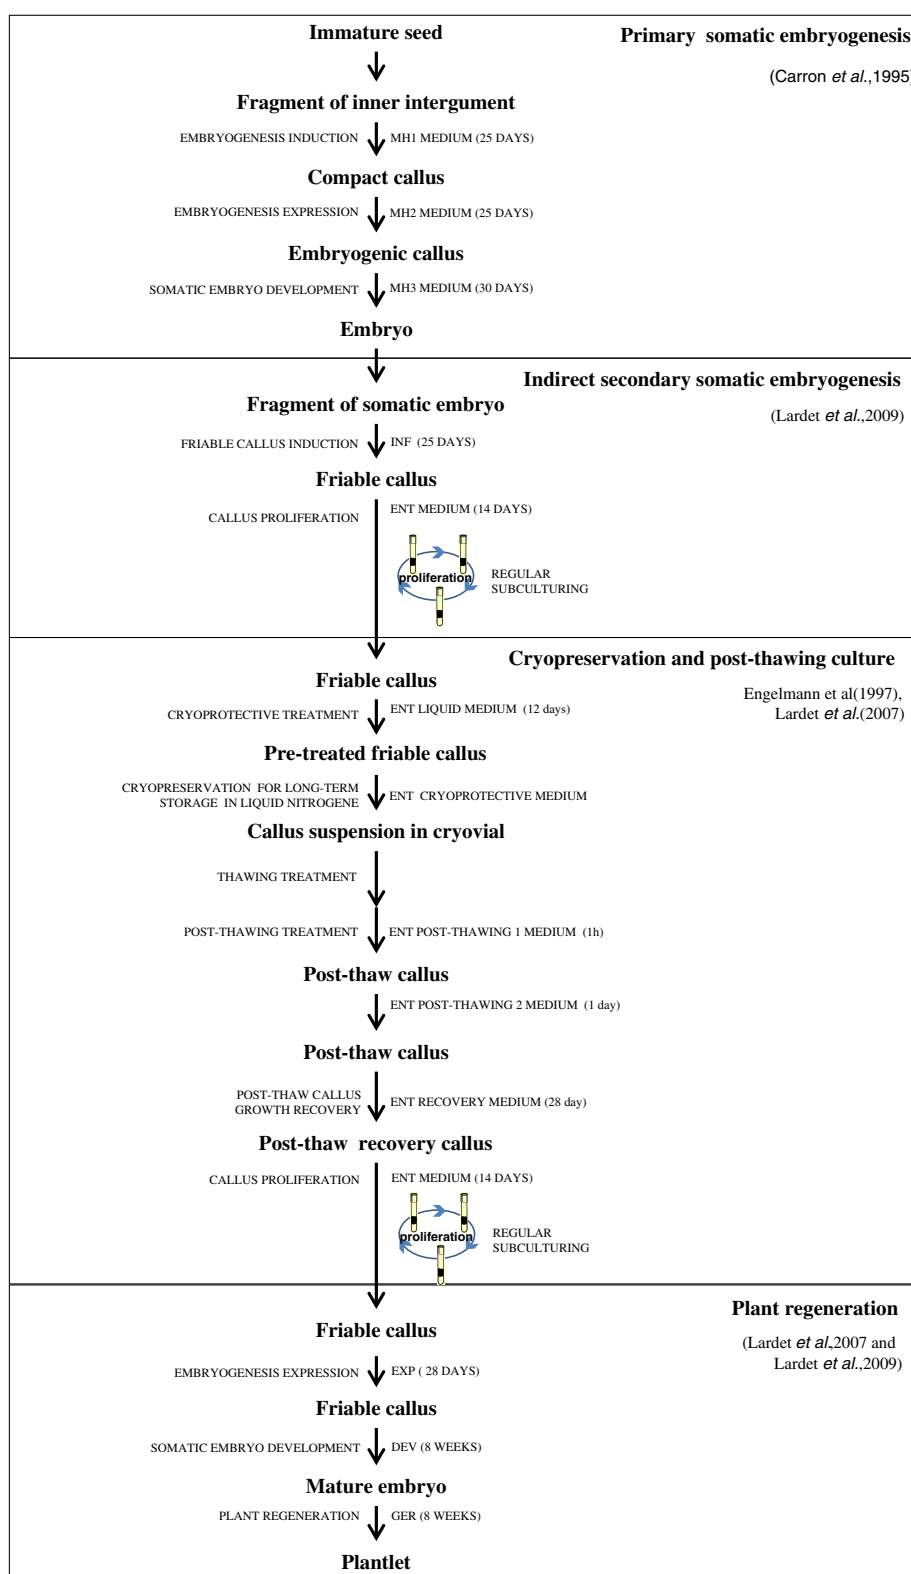 Immature seed
Primary somatic embryogenesis
(Carron et al.,1995)
Fragment of inner intergument
EMBRYOGENESIS INDUCTION
MH1 MEDIUM (25 DAYS)
Compact callus
EMBRYOGENESIS EXPRESSION
MH2 MEDIUM (25 DAYS)
Embryogenic callus
SOMATIC EMBRYO DEVELOPMENT
MH3 MEDIUM (30 DAYS)
Embryo
Indirect secondary somatic embryogenesis
(Lardet et al.,2009)
Fragment of somatic embryo
FRIABLE CALLUS INDUCTION
INF (25 DAYS)
Friable callus
CALLUS PROLIFERATION
ENT MEDIUM (14 DAYS)
proliferation
REGULAR
SUBCULTURING
Cryopreservation and post-thawing culture
Engelmann et al(1997),
Lardet et al.(2007)
Friable callus
CRYOPROTECTIVE TREATMENT
ENT LIQUID MEDIUM (12 days)
Pre-treated friable callus
CRYOPRESERVATION FOR LONG-TERM
STORAGE IN LIQUID NITROGENE
ENT CRYOPROTECTIVE MEDIUM
Callus suspension in cryovial
THAWING TREATMENT
POST-THAWING TREATMENT
ENT POST-THAWING 1 MEDIUM (1h)
Post-thaw callus
ENT POST-THAWING 2 MEDIUM (1 day)
Post-thaw callus
POST-THAW CALLUS
GROWTH RECOVERY
ENT RECOVERY MEDIUM (28 day)
Post-thaw recovery callus
CALLUS PROLIFERATION
ENT MEDIUM (14 DAYS)
proliferation
REGULAR
SUBCULTURING
Plant regeneration
(Lardet et al,2007 and
Lardet et al.,2009)
Friable callus
EMBRYOGENESIS EXPRESSION
EXP ( 28 DAYS)
Friable callus
SOMATIC EMBRYO DEVELOPMENT
DEV (8 WEEKS)
Mature embryo
PLANT REGENERATION
GER (8 WEEKS)
Plantlet